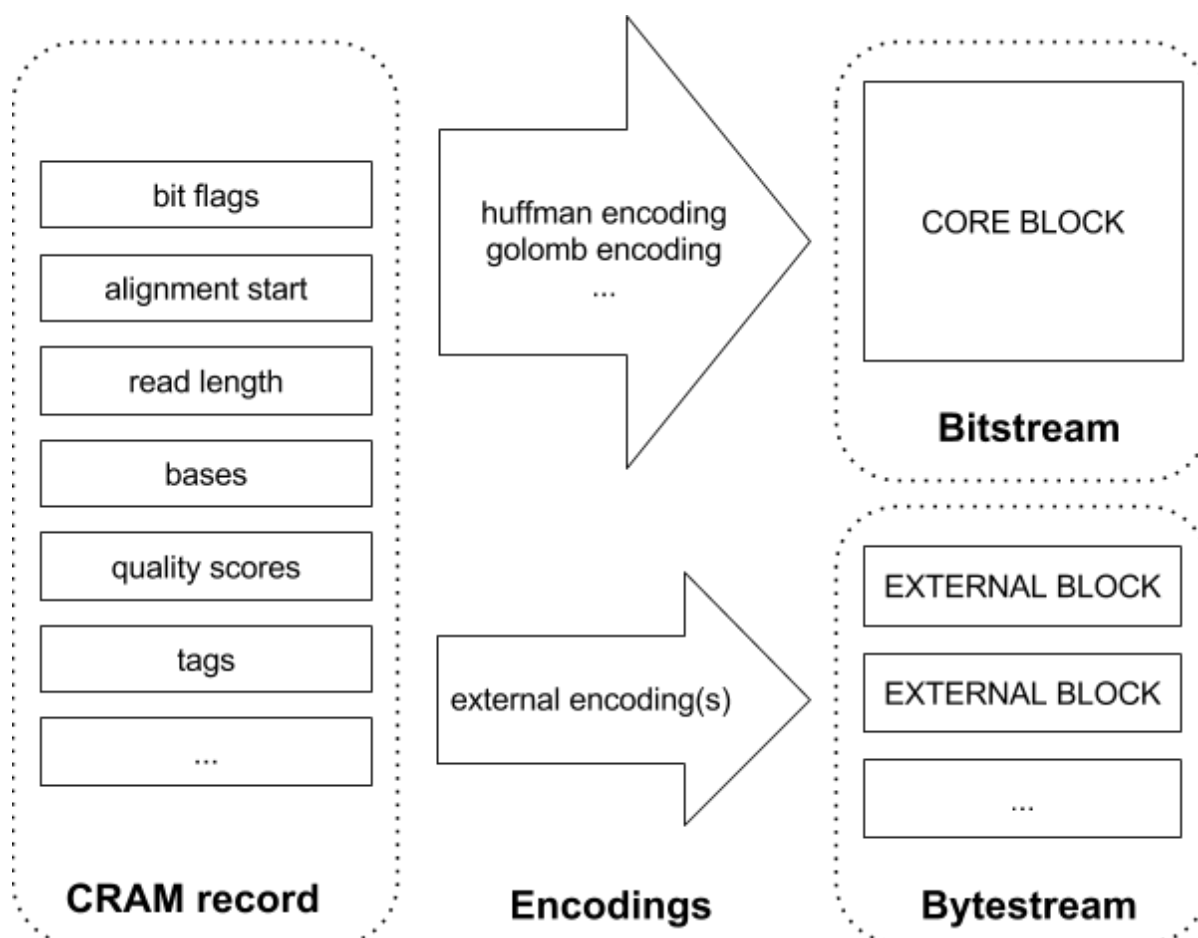 bit flags
alignment start
read length
bases
quality scores
tags
...
CRAM record
huffman encoding
golomb encoding
...
external encoding(s)
Encodings
CORE BLOCK
Bitstream
EXTERNAL BLOCK
EXTERNAL BLOCK
...
Bytestream